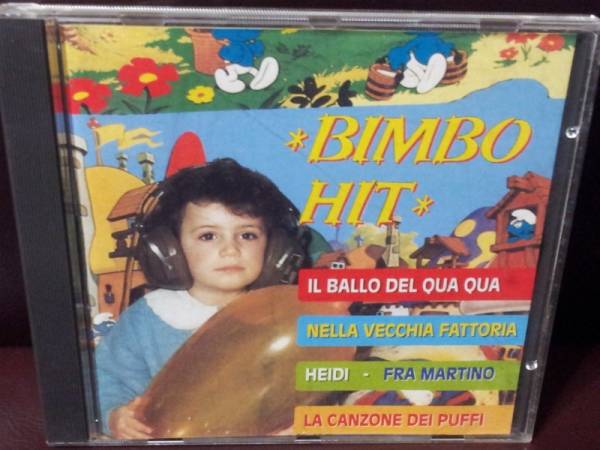 *BIMBO
HIT*
IL BALLO DEL QUA QUA
NELLA VECCHIA FATTORIA
HEIDI - FRA MARTINO
LA CANZONE DEI PUFFI